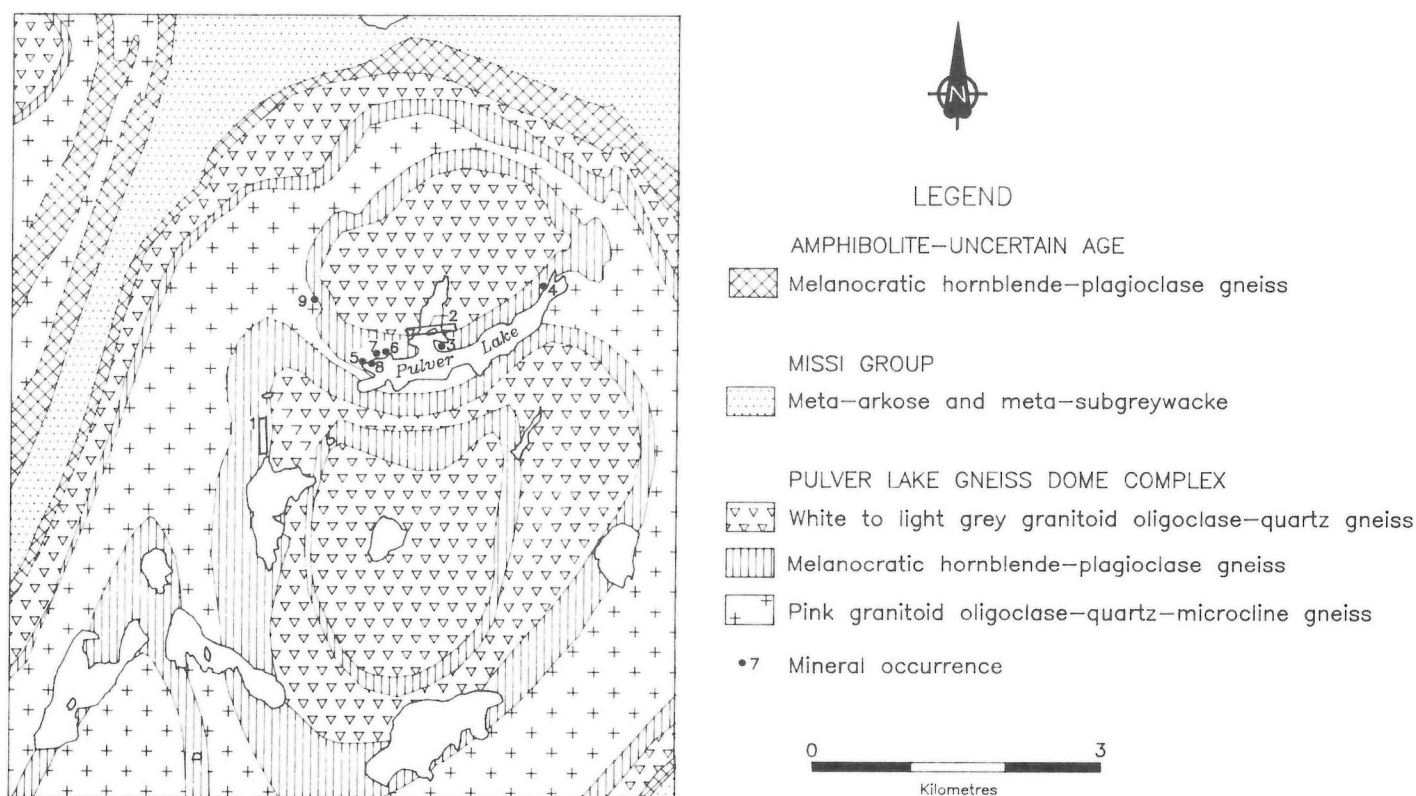 N
LEGEND
AMPHIBOLITE-UNCERTAIN AGE
Melanocratic hornblende-plagioclase gneiss
MISSI GROUP
Meta-arkose and meta-subgreywacke
PULVER LAKE GNEISS DOME COMPLEX
White to light grey granitoid oligoclase-quartz gneiss
Melanocratic hornblende-plagioclase gneiss
Pink granitoid oligoclase-quartz-microcline gneiss
7 Mineral occurrence
0 3
Kilometres
9
4
2
3
7 6
5 8
Pulver Lake
1